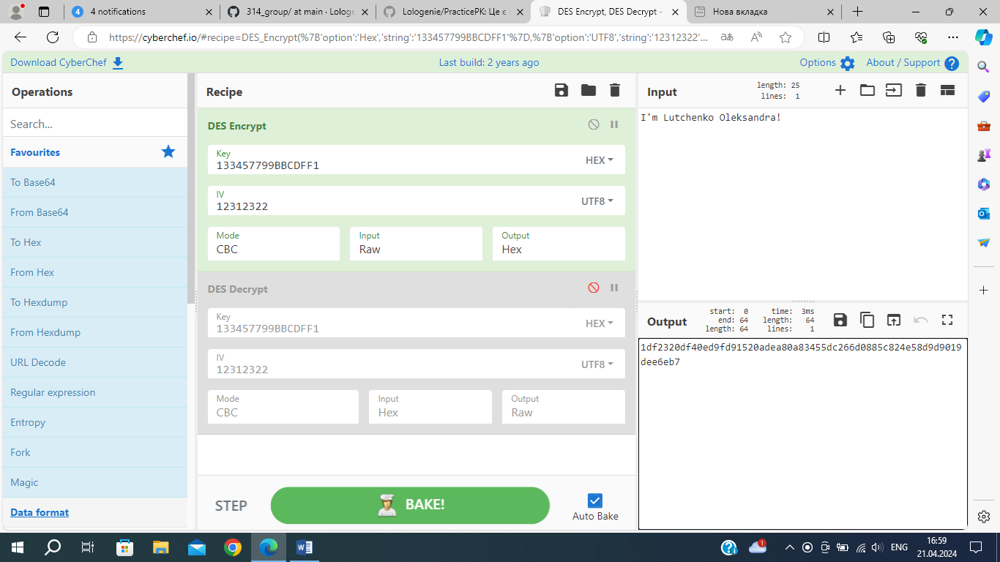 4 4 notifications
314_group/ at main · Lologe
Lologenie/PracticePK: Це є
DES Encrypt, DES Decrypt -
Нова вкладка
https://cyberchef.io/#recipe=DES_Encrypt(%7B'option':'Hex','string':'133457799BBCDFF1'%7D,%7B'option':'UTF8','string':'12312322'...
Download CyberChef
Last build: 2 years ago
Options
About / Support
Operations
Search...
Favourites
To Base64
From Base64
To Hex
From Hex
To Hexdump
From Hexdump
URL Decode
Regular expression
Entropy
Fork
Magic
Data format
Recipe
DES Encrypt
Key
133457799BBCDFF1
HEX
IV
12312322
UTF8
Mode Input Output
CBC Raw Hex
DES Decrypt
Key
133457799BBCDFF1
HEX
IV
12312322
UTF8
Mode Input Output
CBC Hex Raw
STEP
BAKE!
Auto Bake
Input
length: 25
lines: 1
I'm Lutchenko Oleksandra!
Output
start: 0 time: 3ms
end: 64 length: 64
length: 64 lines: 1
1df2320df40ed9fd91520adea80a83455dc266d0885c824e58d9d9019
dee6eb7
1
ENG
16:59
21.04.2024